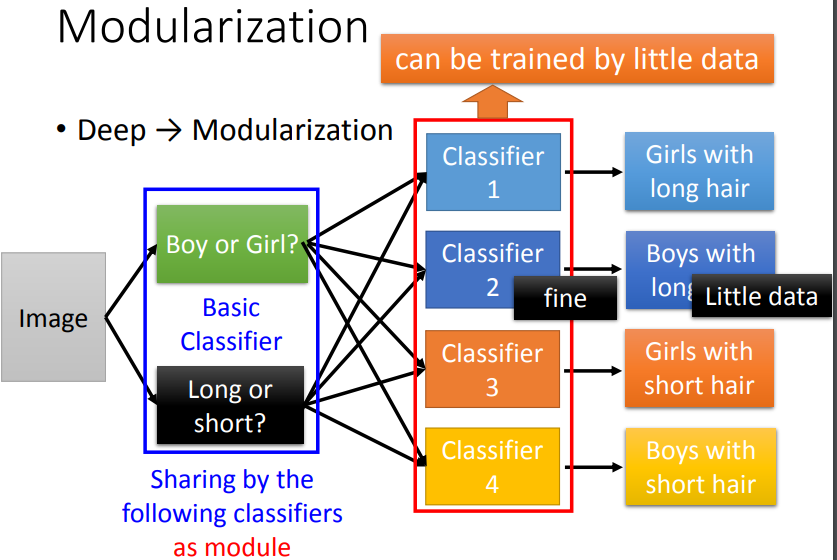 Modularization
can be trained by little data
• Deep → Modularization
Image
Boy or Girl?
Basic
Classifier
Long or
short?
Sharing by the
following classifiers
as module
Classifier
1
Girls with
long hair
Classifier
2
fine
Boys with
long
Little data
Classifier
3
Girls with
short hair
Classifier
4
Boys with
short hair